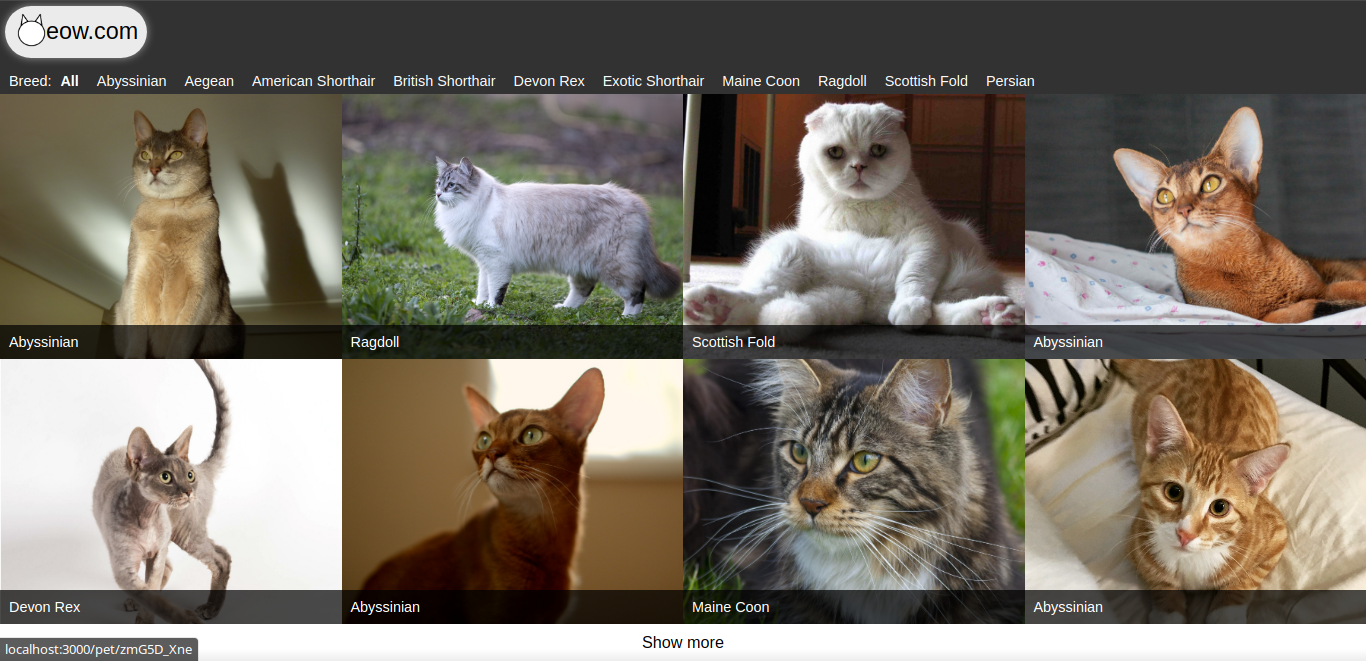 eow.com
Breed: All Abyssinian Aegean American Shorthair British Shorthair Devon Rex Exotic Shorthair Maine Coon Ragdoll Scottish Fold Persian
Abyssinian Ragdoll Scottish Fold Abyssinian
Devon Rex Abyssinian Maine Coon Abyssinian
Show more
localhost:3000/pet/zmG5D_Xne